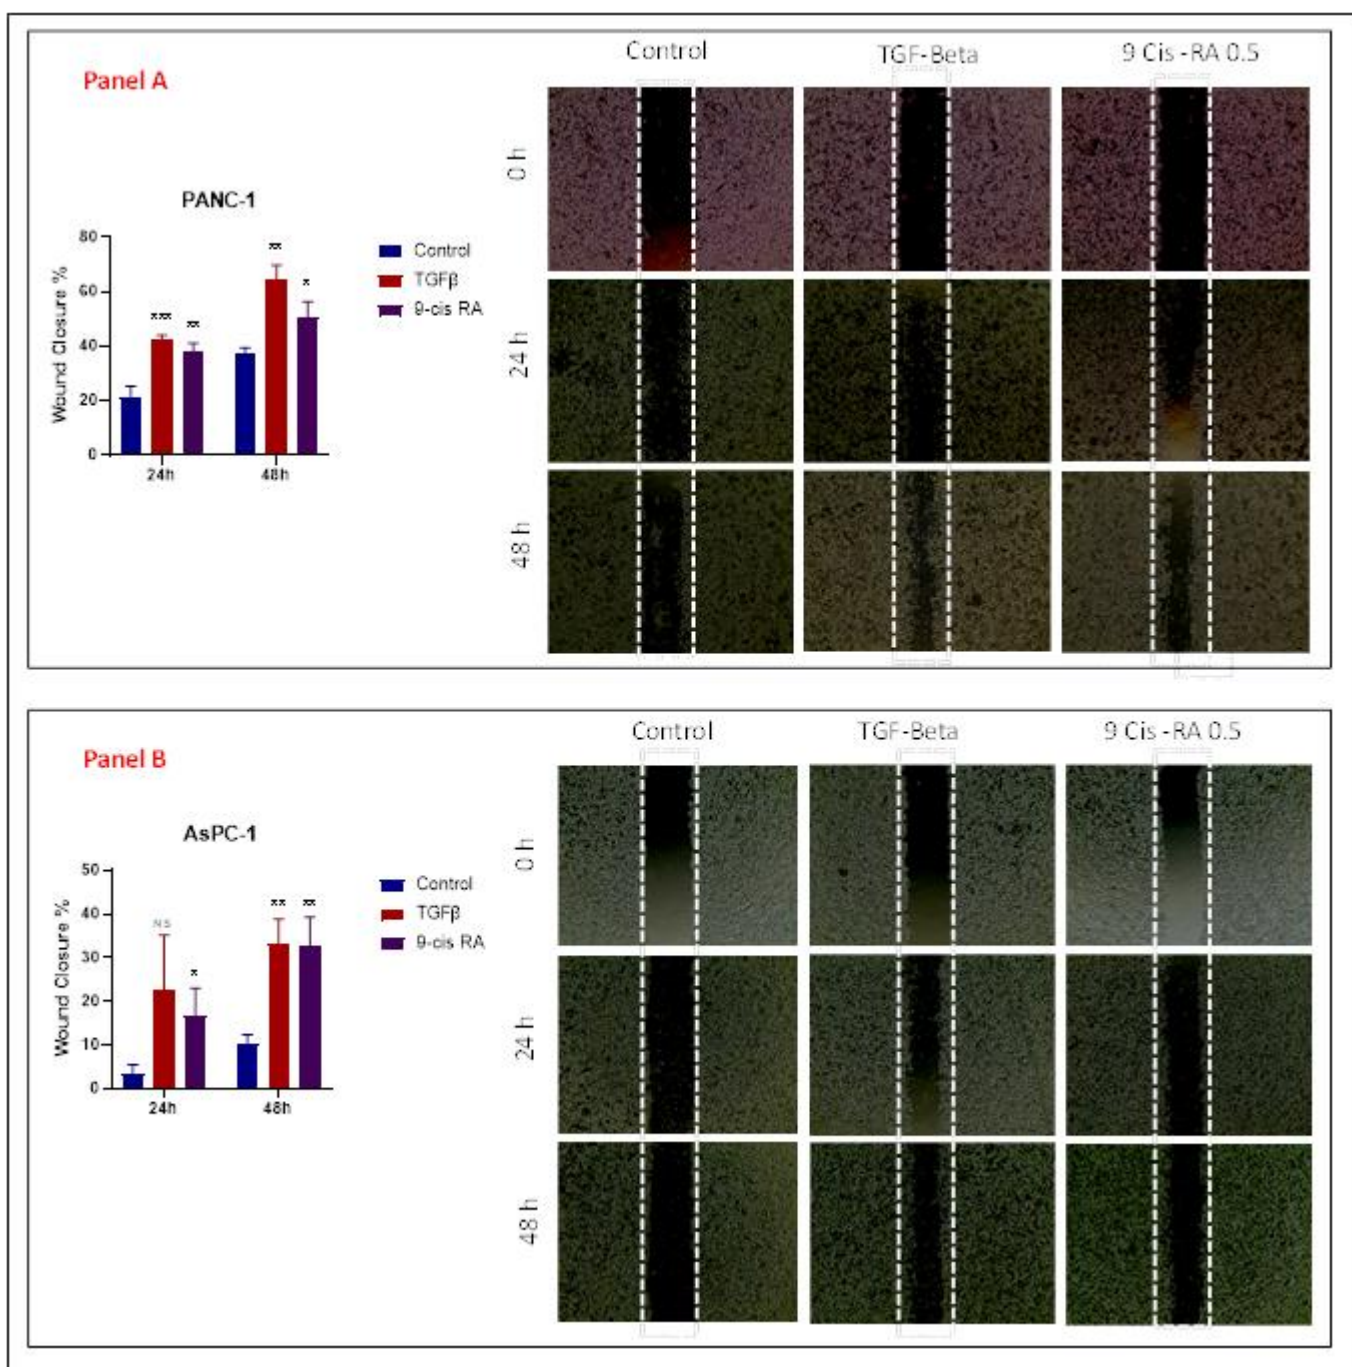 Panel A
Control TGF-Beta 9 Cis -RA 0.5
0 h
24 h
48 h
PANC-1
Wound Closure %
80
60
40
20
0
*** ** ** *
24h 48h
Control
TGFβ
9-cis RA
Panel B
Control TGF-Beta 9 Cis -RA 0.5
0 h
24 h
48 h
AsPC-1
Wound Closure %
50
40
30
20
10
0
NS * ** **
24h 48h
Control
TGFβ
9-cis RA